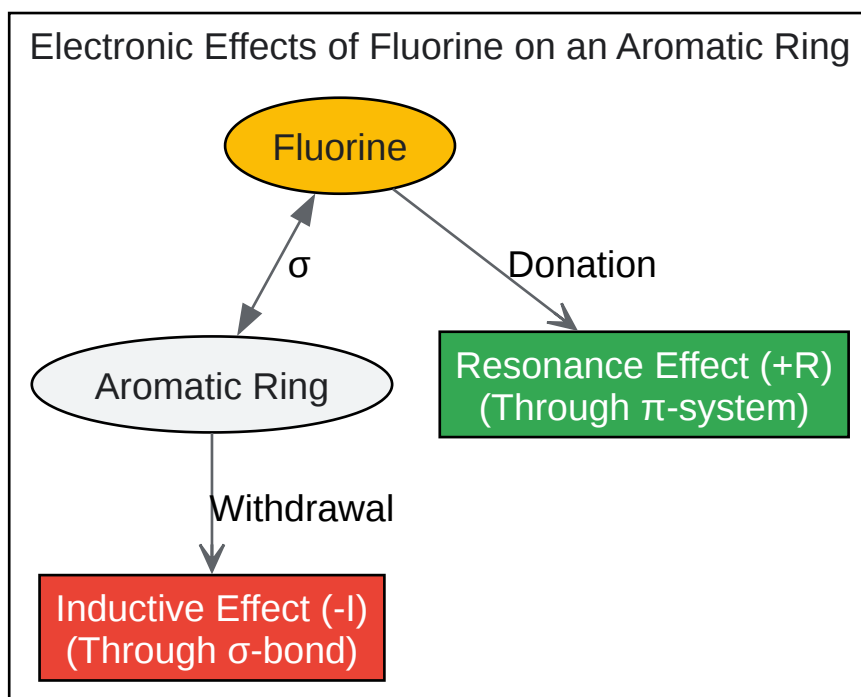 Electronic Effects of Fluorine on an Aromatic Ring
Fluorine
σ
Donation
Aromatic Ring
Resonance Effect (+R)
(Through π-system)
Withdrawal
Inductive Effect (-I)
(Through σ-bond)